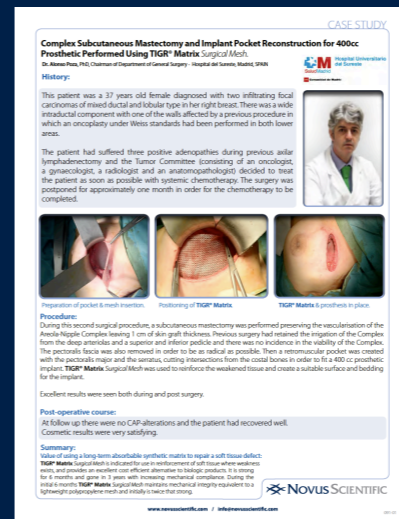 CASE STUDY
Complex Subcutaneous Mastectomy and Implant Pocket Reconstruction for 400cc
Prosthetic Performed Using TIGR® Matrix Surgical Mesh.
Dr. Alonso Poza, PhD, Chairman of Department of General Surgery - Hospital del Sureste, Madrid, SPAIN
Hospital Universitario
del Sureste
SaludMadrid
Comunidad de Madrid
History:
This patient was a 37 years old female diagnosed with two infiltrating focal
carcinomas of mixed ductal and lobular type in her right breast. There was a wide
intraductal component with one of the walls affected by a previous procedure in
which an oncoplasty under Weiss standards had been performed in both lower
areas.
The patient had suffered three positive adenopathies during previous axilar
lymphadenectomy and the Tumor Committee (consisting of an oncologist,
a gynaecologist, a radiologist and an anatomopathologist) decided to treat
the patient as soon as possible with systemic chemotherapy. The surgery was
postponed for approximately one month in order for the chemotherapy to be
completed.
Preparation of pocket & mesh insertion.
Positioning of TIGR® Matrix.
TIGR® Matrix & prosthesis in place.
Procedure:
During this second surgical procedure, a subcutaneous mastectomy was performed preserving the vascularisation of the
Areola-Nipple Complex leaving 1 cm of skin graft thickness. Previous surgery had retained the irrigation of the Complex
from the deep arteriolas and a superior and inferior pedicle and there was no incidence in the viability of the Complex.
The pectoralis fascia was also removed in order to be as radical as possible. Then a retromuscular pocket was created
with the pectoralis major and the serratus, cutting intersections from the costal bones in order to fit a 400 cc prosthetic
implant. TIGR® Matrix Surgical Mesh was used to reinforce the weakened tissue and create a suitable surface and bedding
for the implant.
Excellent results were seen both during and post surgery.
Post-operative course:
At follow up there were no CAP-alterations and the patient had recovered well.
Cosmetic results were very satisfying.
Summary:
Value of using a long-term absorbable synthetic matrix to repair a soft tissue defect:
TIGR® Matrix Surgical Mesh is indicated for use in reinforcement of soft tissue where weakness
exists, and provides an excellent cost efficient alternative to biologic products. It is strong
for 6 months and gone in 3 years with increasing mechanical compliance. During the
initial 6 months TIGR® Matrix Surgical Mesh maintains mechanical integrity equivalent to a
lightweight polypropylene mesh and initially is twice that strong.
NOVUS SCIENTIFIC
www.novusscientific.com / info@novusscientific.com